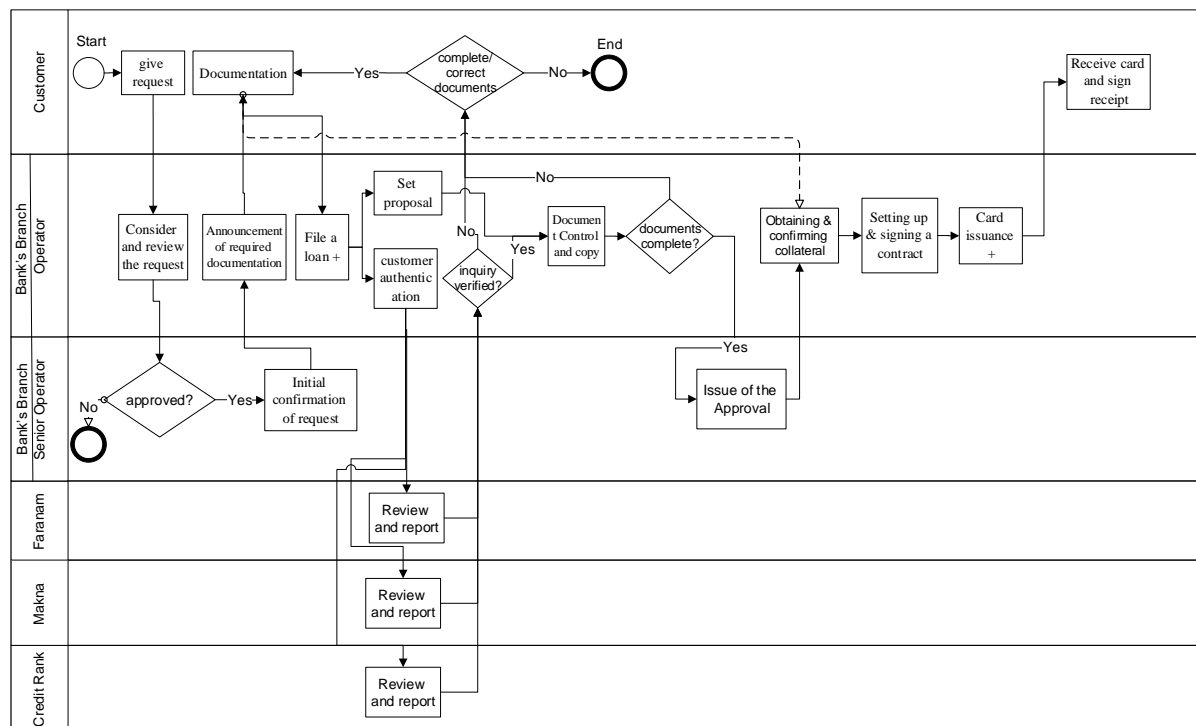 Customer
Start
give
request
Documentation
Yes
complete/
correct
documents
No
End
Receive card
and sign
receipt
Bank's Branch
Operator
Consider
and review
the request
Announcement
of required
documentation
File a
loan +
Set
proposal
customer
authentic
ation
No
inquiry
verified?
Yes
No
Documen
t Control
and copy
documents
complete?
Obtaining &
confirming
collateral
Setting up
& signing a
contract
Card
issuance
+
Bank's Branch
Senior Operator
No
approved?
Yes
Initial
confirmation
of request
Yes
Issue of the
Approval
Faranam
Review
and report
Makna
Review
and report
Credit Rank
Review
and report